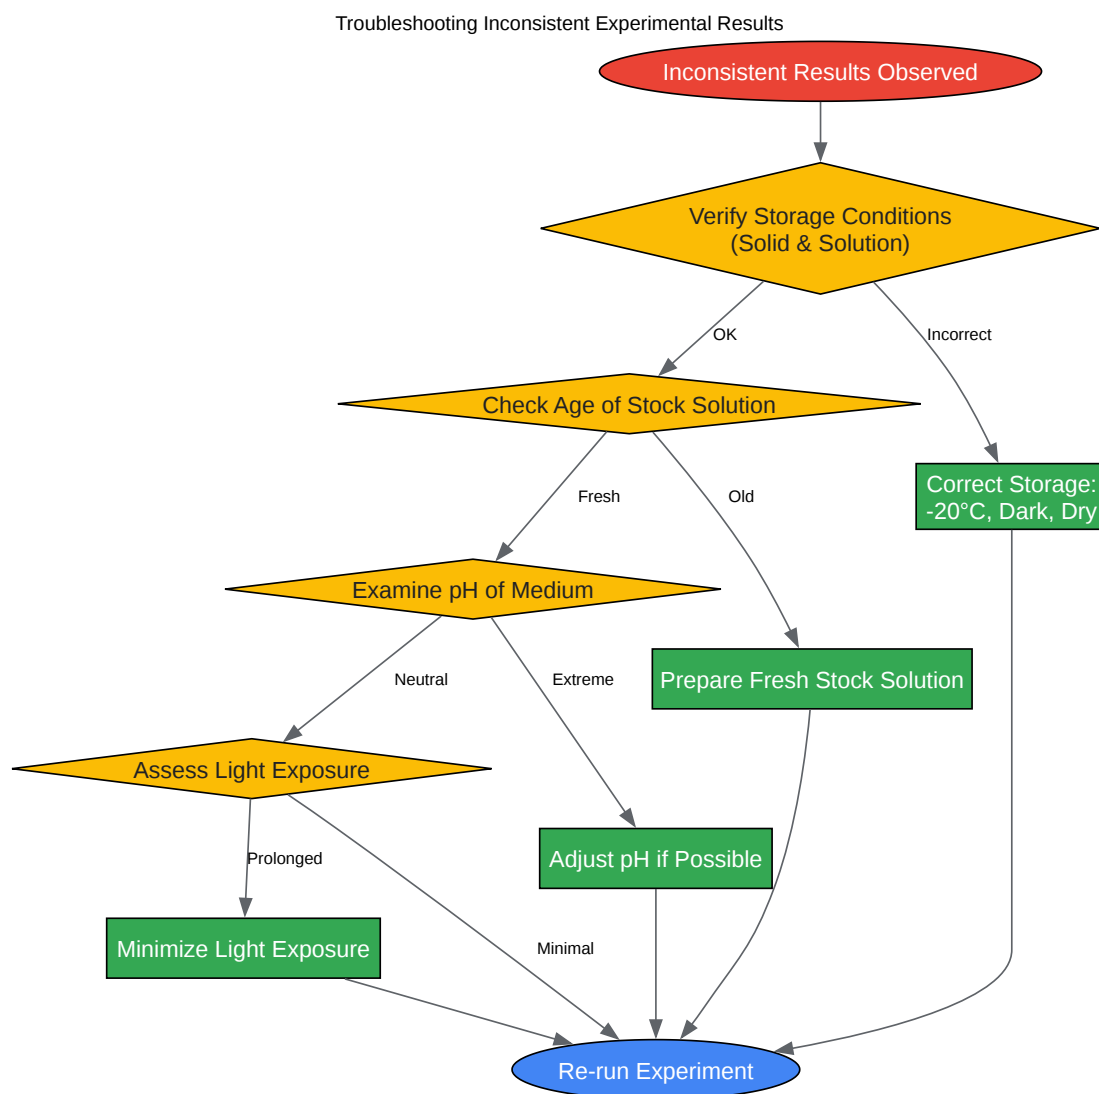 Troubleshooting Inconsistent Experimental Results
Inconsistent Results Observed
Verify Storage Conditions
(Solid & Solution)
OK
Incorrect
Check Age of Stock Solution
Correct Storage:
-20°C, Dark, Dry
Fresh
Old
Examine pH of Medium
Neutral
Extreme
Prepare Fresh Stock Solution
Assess Light Exposure
Prolonged
Adjust pH if Possible
Minimize Light Exposure
Minimal
Re-run Experiment